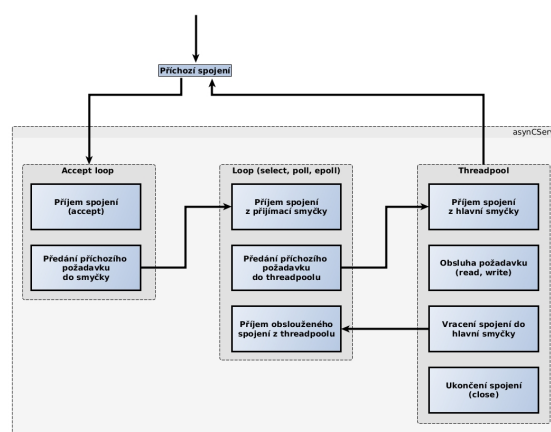 Příchozí spojení
asynCServ
Accept loop
Příjem spojení
(accept)
Předání příchozího
požadavku
do smyčky
Loop (select, poll, epoll)
Příjem spojení
z přijímací smyčky
Předání příchozího
požadavku
do threadpoolu
Příjem obslouženého
spojení z threadpoolu
Threadpool
Příjem spojení
z hlavní smyčky
Obsluha požadavku
(read, write)
Vracení spojení do
hlavní smyčky
Ukončení spojení
(close)